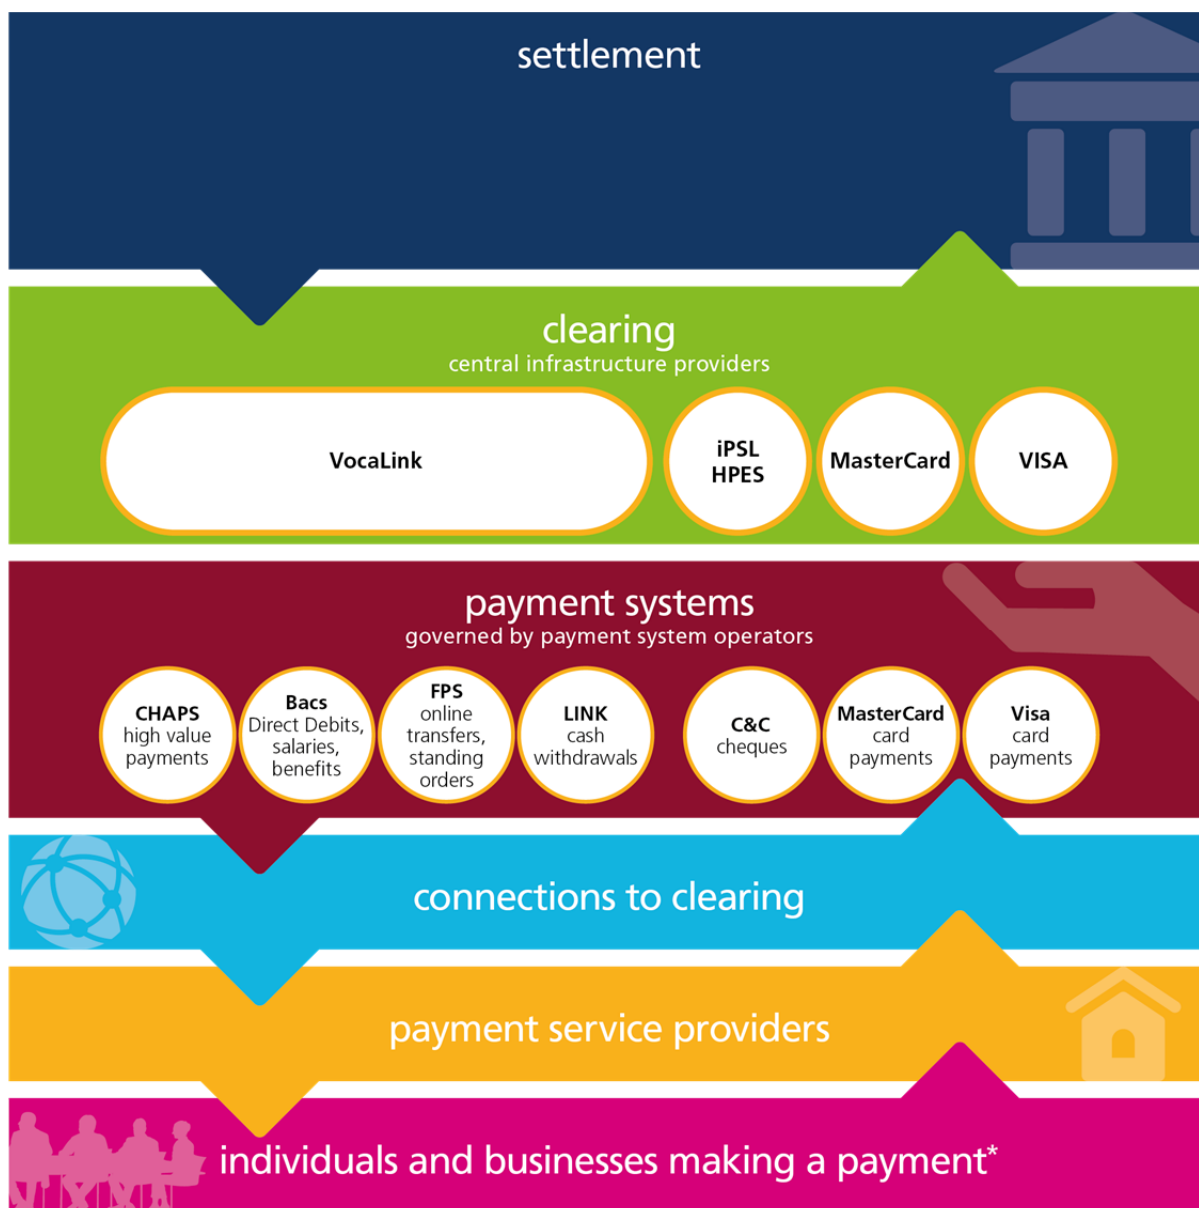 settlement
clearing
central infrastructure providers
VocaLink
iPSL
HPES
MasterCard
VISA
payment systems
governed by payment system operators
CHAPS
high value
payments
Bacs
Direct Debits,
salaries,
benefits
FPS
online
transfers,
standing
orders
LINK
cash
withdrawals
C&C
cheques
MasterCard
card
payments
Visa
card
payments
connections to clearing
payment service providers
individuals and businesses making a payment*